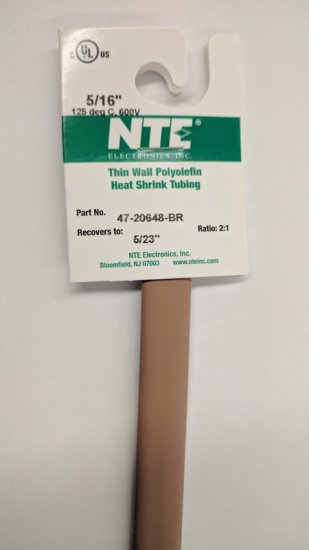 c UL US
5/16"
125 deg C, 600V
NTE®
ELECTRONICS, INC.
Thin Wall Polyolefin
Heat Shrink Tubing
Part No. 47-20648-BR
Recovers to: 5/23" Ratio: 2:1
NTE Electronics, Inc.
Bloomfield, NJ 07003 www.nteinc.com